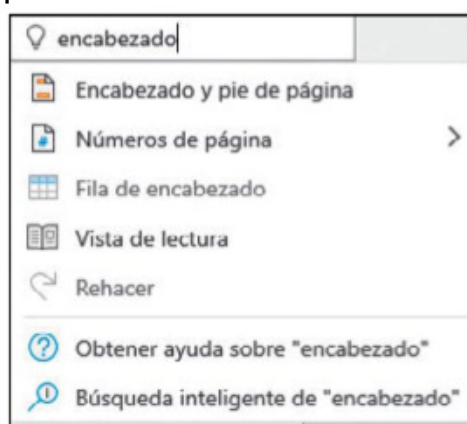 encabezado
Encabezado y pie de página
Números de página
Fila de encabezado
Vista de lectura
Rehacer
Obtener ayuda sobre "encabezado"
Búsqueda inteligente de "encabezado"